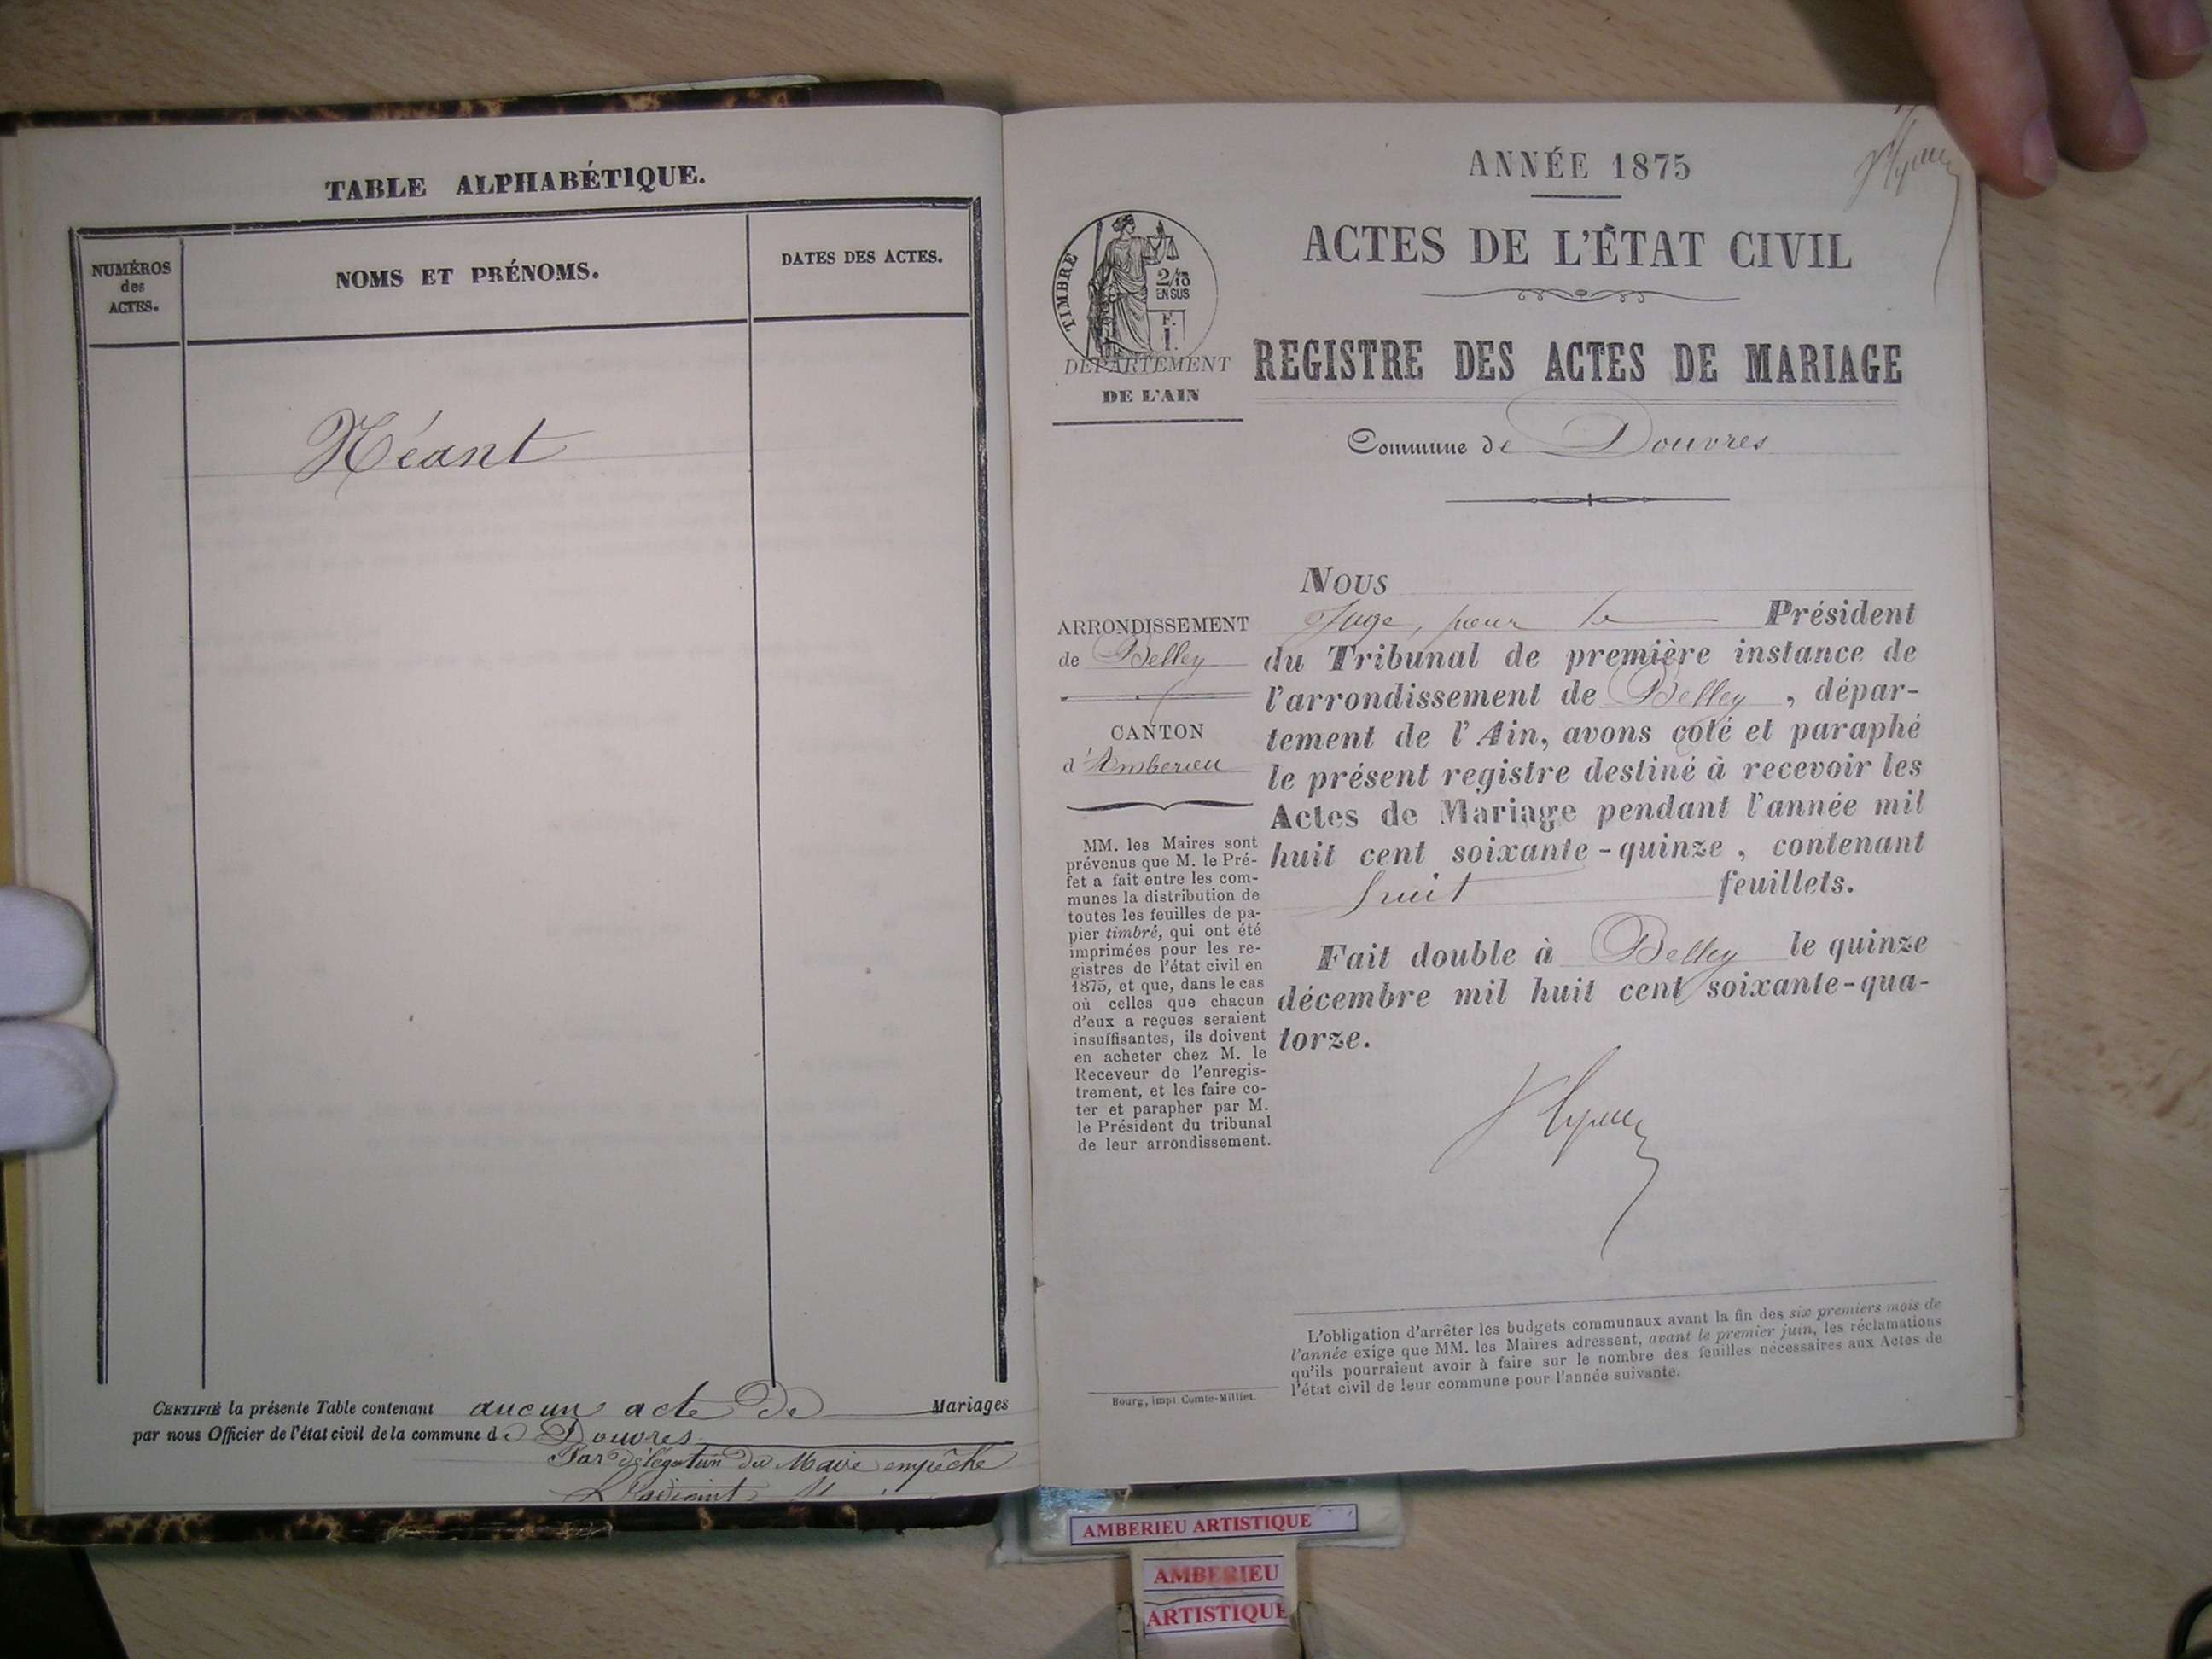 TABLE ALPHABÉTIQUE.
NUMÉROS
des
ACTES.
NOMS ET PRÉNOMS.
DATES DES ACTES.
Néant
CERTIFIÉ la présente Table contenant aucun acte de Mariages
par nous Officier de l'état civil de la commune d e Douvres
Par délégation du Maire empêché
ANNÉE 1875
ACTES DE L'ÉTAT CIVIL
TIMBRE
2/10
EN SUS
F.
1.
DEPARTEMENT
DE L'AIN
REGISTRE DES ACTES DE MARIAGE
Commune de Douvres
ARRONDISSEMENT
de Belley
CANTON
d'Amberieu
MM. les Maires sont
prévenus que M. le Pré-
fet a fait entre les com-
munes la distribution de
toutes les feuilles de pa-
pier timbré, qui ont été
imprimées pour les re-
gistres de l'état civil en
1875, et que, dans le cas
où celles que chacun
d'eux a reçues seraient
insuffisantes, ils doivent
en acheter chez M. le
Receveur de l'enregis-
trement, et les faire co-
ter et parapher par M.
le Président du tribunal
de leur arrondissement.
Nous
Juge, pour le Président
du Tribunal de première instance de
l'arrondissement de Belley, dépar-
tement de l'Ain, avons coté et paraphé
le présent registre destiné à recevoir les
Actes de Mariage pendant l'année mil
huit cent soixante-quinze, contenant
huit feuillets.
Fait double à Belley le quinze
décembre mil huit cent soixante-qua-
torze.
L'obligation d'arrêter les budgets communaux avant la fin des six premiers mois de
l'année exige que MM. les Maires adressent, avant le premier juin, les réclamations
qu'ils pourraient avoir à faire sur le nombre des feuilles nécessaires aux Actes de
l'état civil de leur commune pour l'année suivante.
Bourg, impr. Comte-Milliet.
AMBERIEU ARTISTIQUE
AMBERIEU
ARTISTIQUE